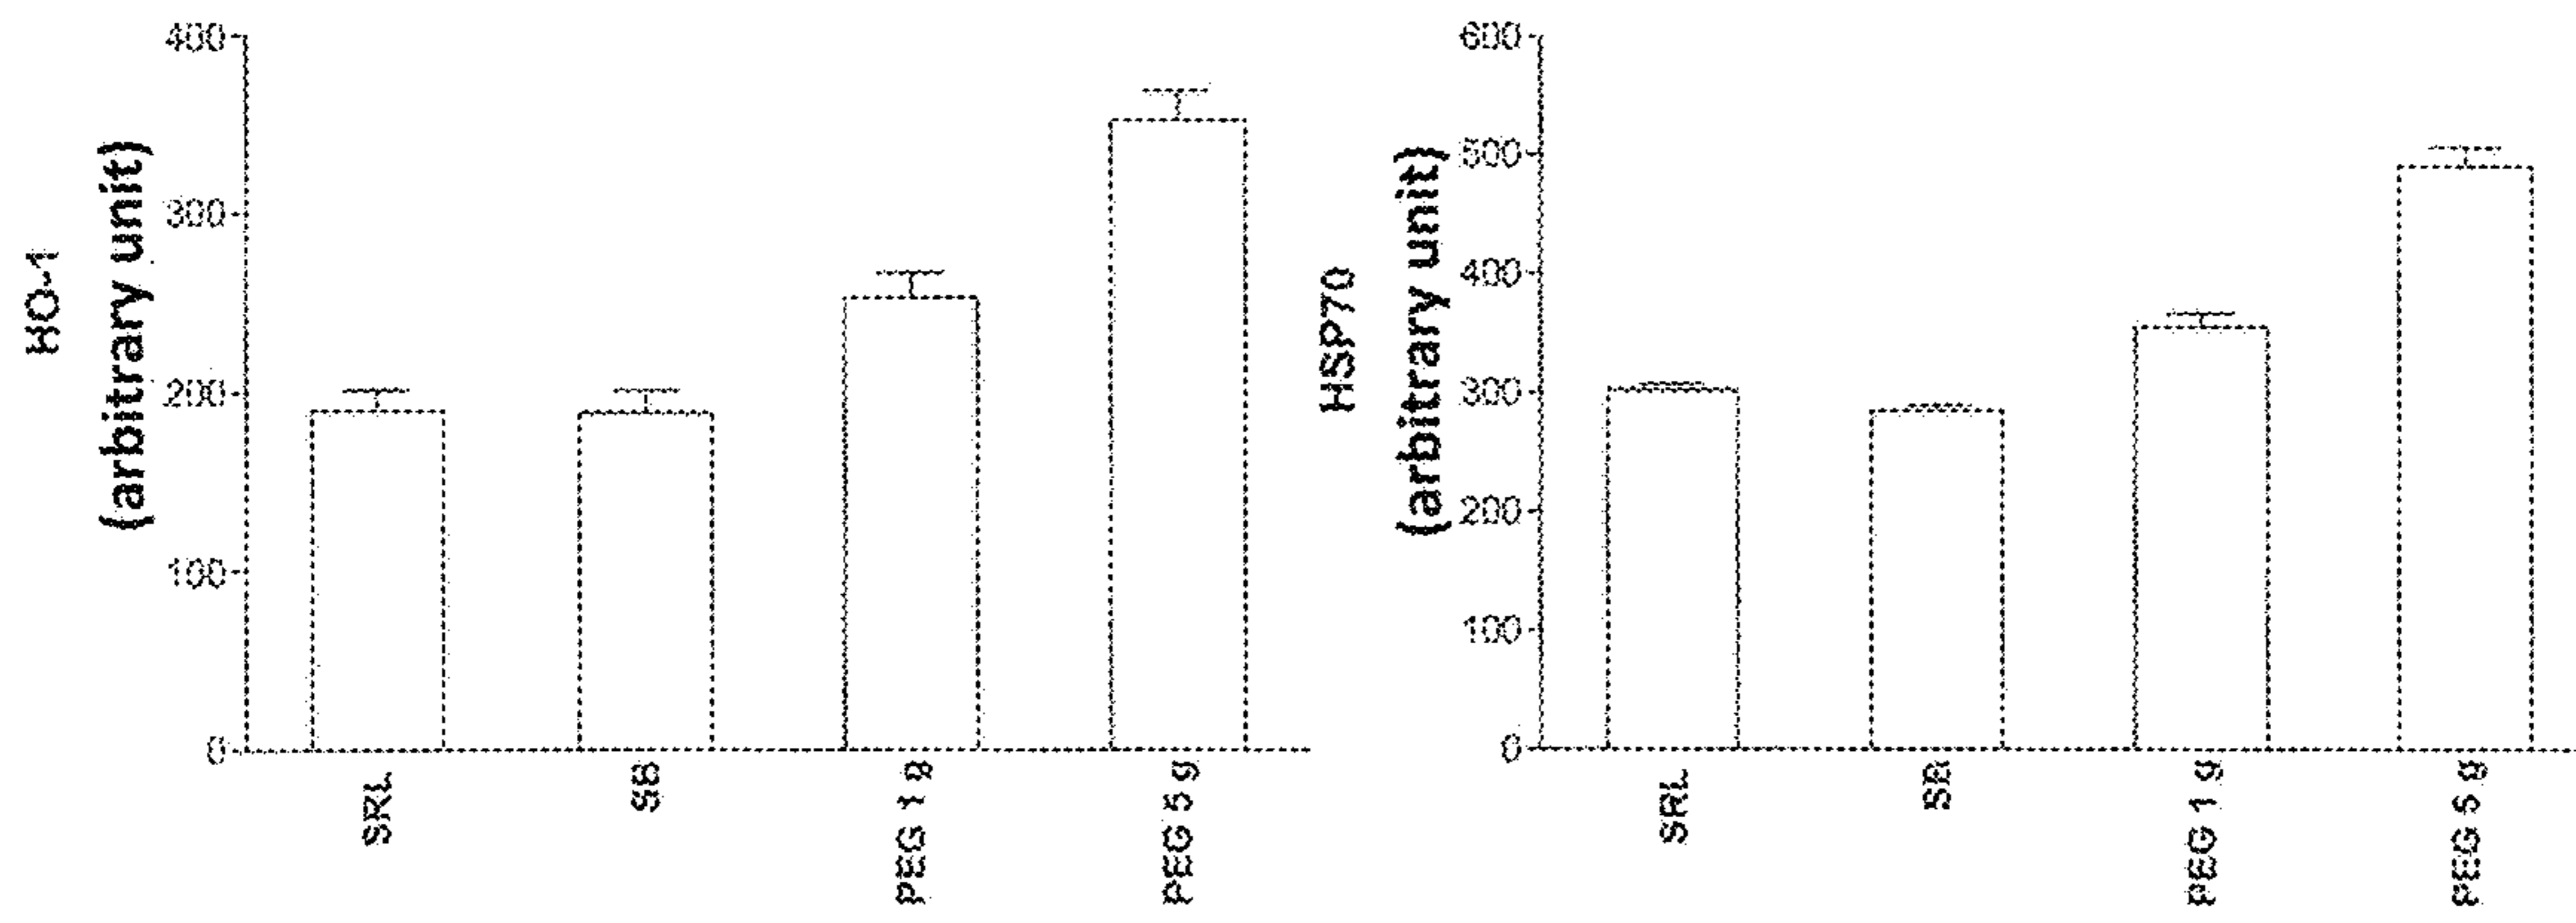 HO-1
(arbitrary unit)
400
300
200
100
0
SRL
SB
PEG 1 g
PEG 5 g
HSP70
(arbitrary unit)
600
500
400
300
200
100
0
SRL
SB
PEG 1 g
PEG 5 g